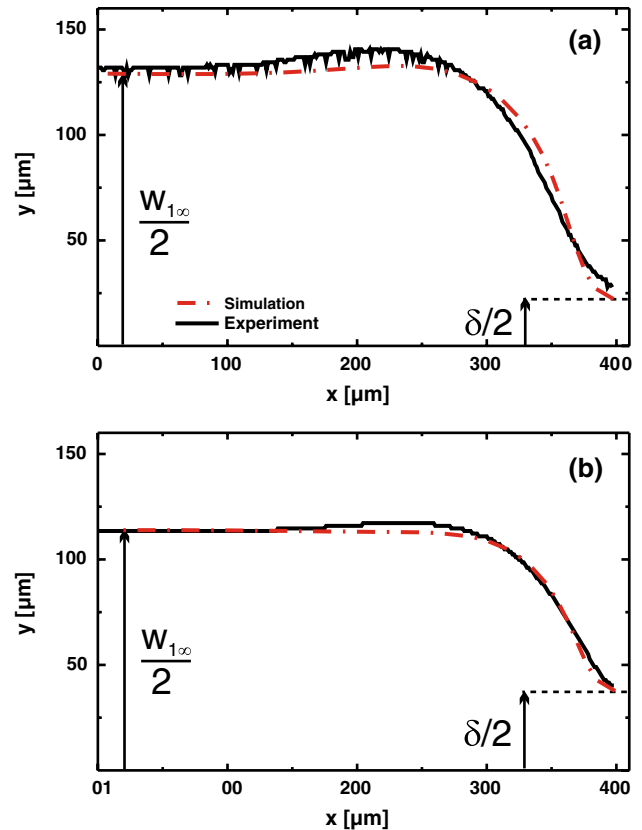 (a)
150
100
50
y [µm]
W1∞
2
Simulation
Experiment
δ/2
0 100 200 300 400
x [µm]
(b)
150
100
50
y [µm]
W1∞
2
δ/2
01 00 200 300 400
x [µm]